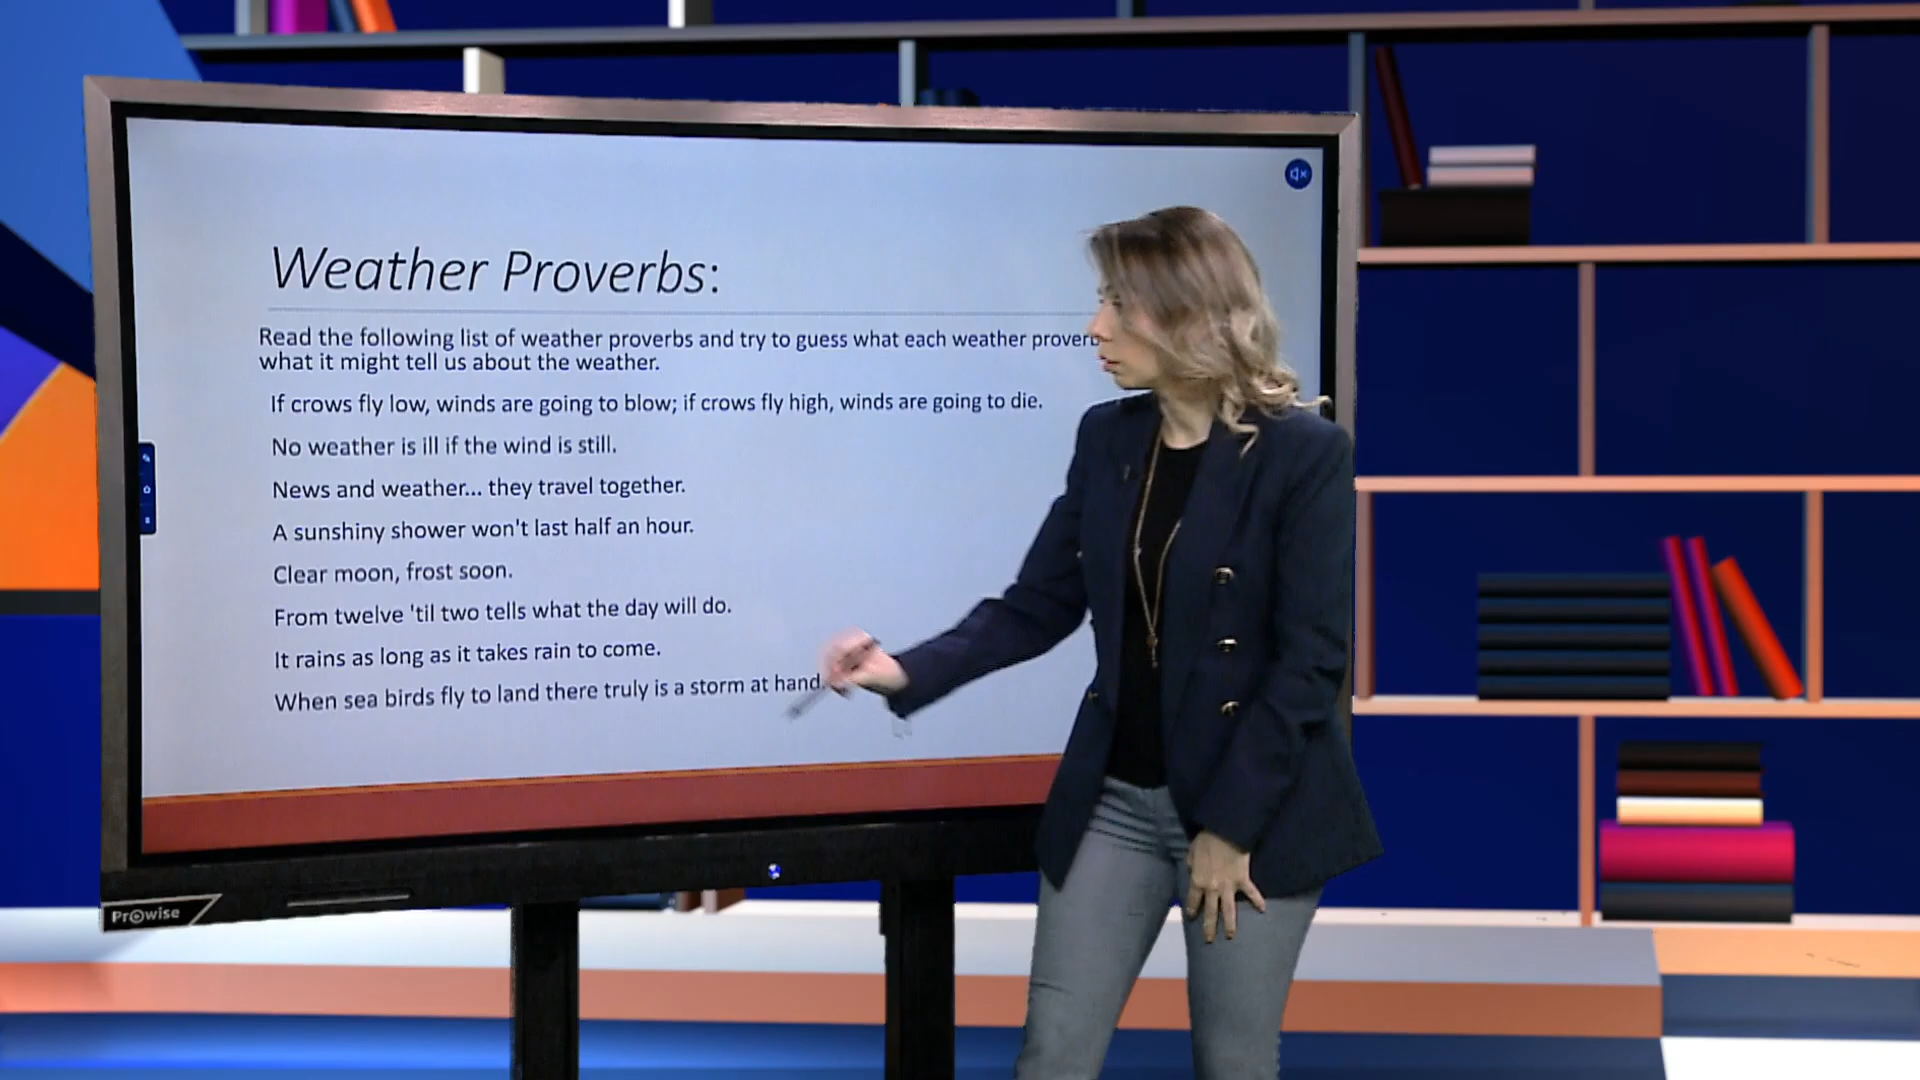 Weather Proverbs:
Read the following list of weather proverbs and try to guess what each weather
what it might tell us about the weather.
If crows fly low, winds are going to blow; if crows fly high, winds are going to die.
No weather is ill if the wind is still.
News and weather... they travel together.
A sunshiny shower won't last half an hour.
Clear moon, frost soon.
From twelve 'til two tells what the day will do.
It rains as long as it takes rain to come.
When sea birds fly to land there truly is a storm at hand.
Prowise